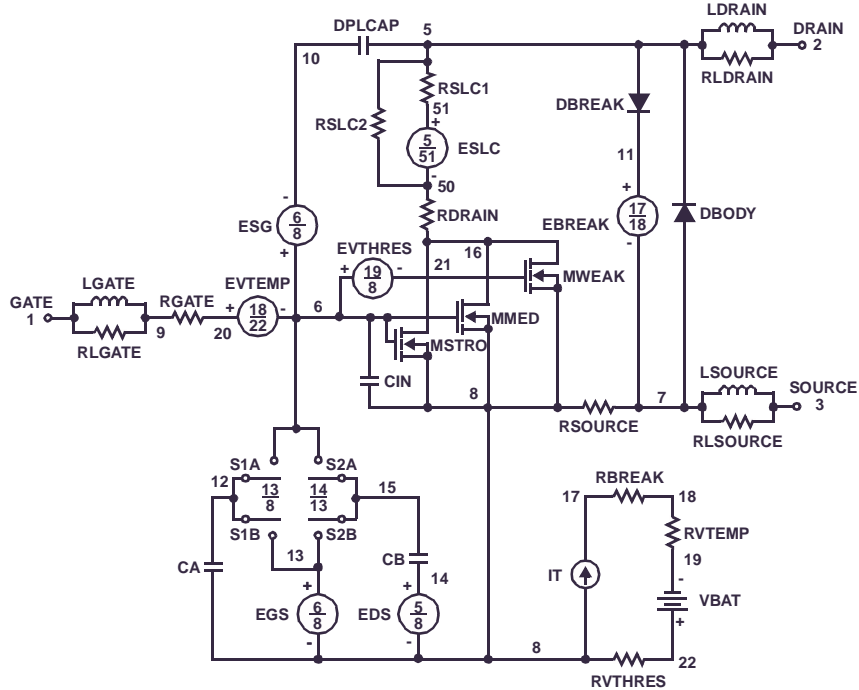 LDRAIN
DPLCAP
5
DRAIN
2
10
RLDRAIN
RSLC1
51
DBREAK
RSLC2
+
5
51
ESLC
-
50
11
-
+
6
8
ESG
+
RDRAIN
EBREAK
17
18
-
DBODY
EVTHRES
16
+
19
8
-
21
MWEAK
LGATE
GATE
1
RGATE
EVTEMP
+
18
22
-
6
MMED
9
20
RLGATE
MSTRO
CIN
LSOURCE
8
7
SOURCE
3
RSOURCE
RLSOURCE
S1A
S2A
12
13
8
14
13
15
S1B
S2B
13
CA
CB
14
+
+
EGS
6
8
EDS
5
8
-
-
RBREAK
17
18
RVTEMP
19
IT
-
VBAT
+
8
22
RVTHRES